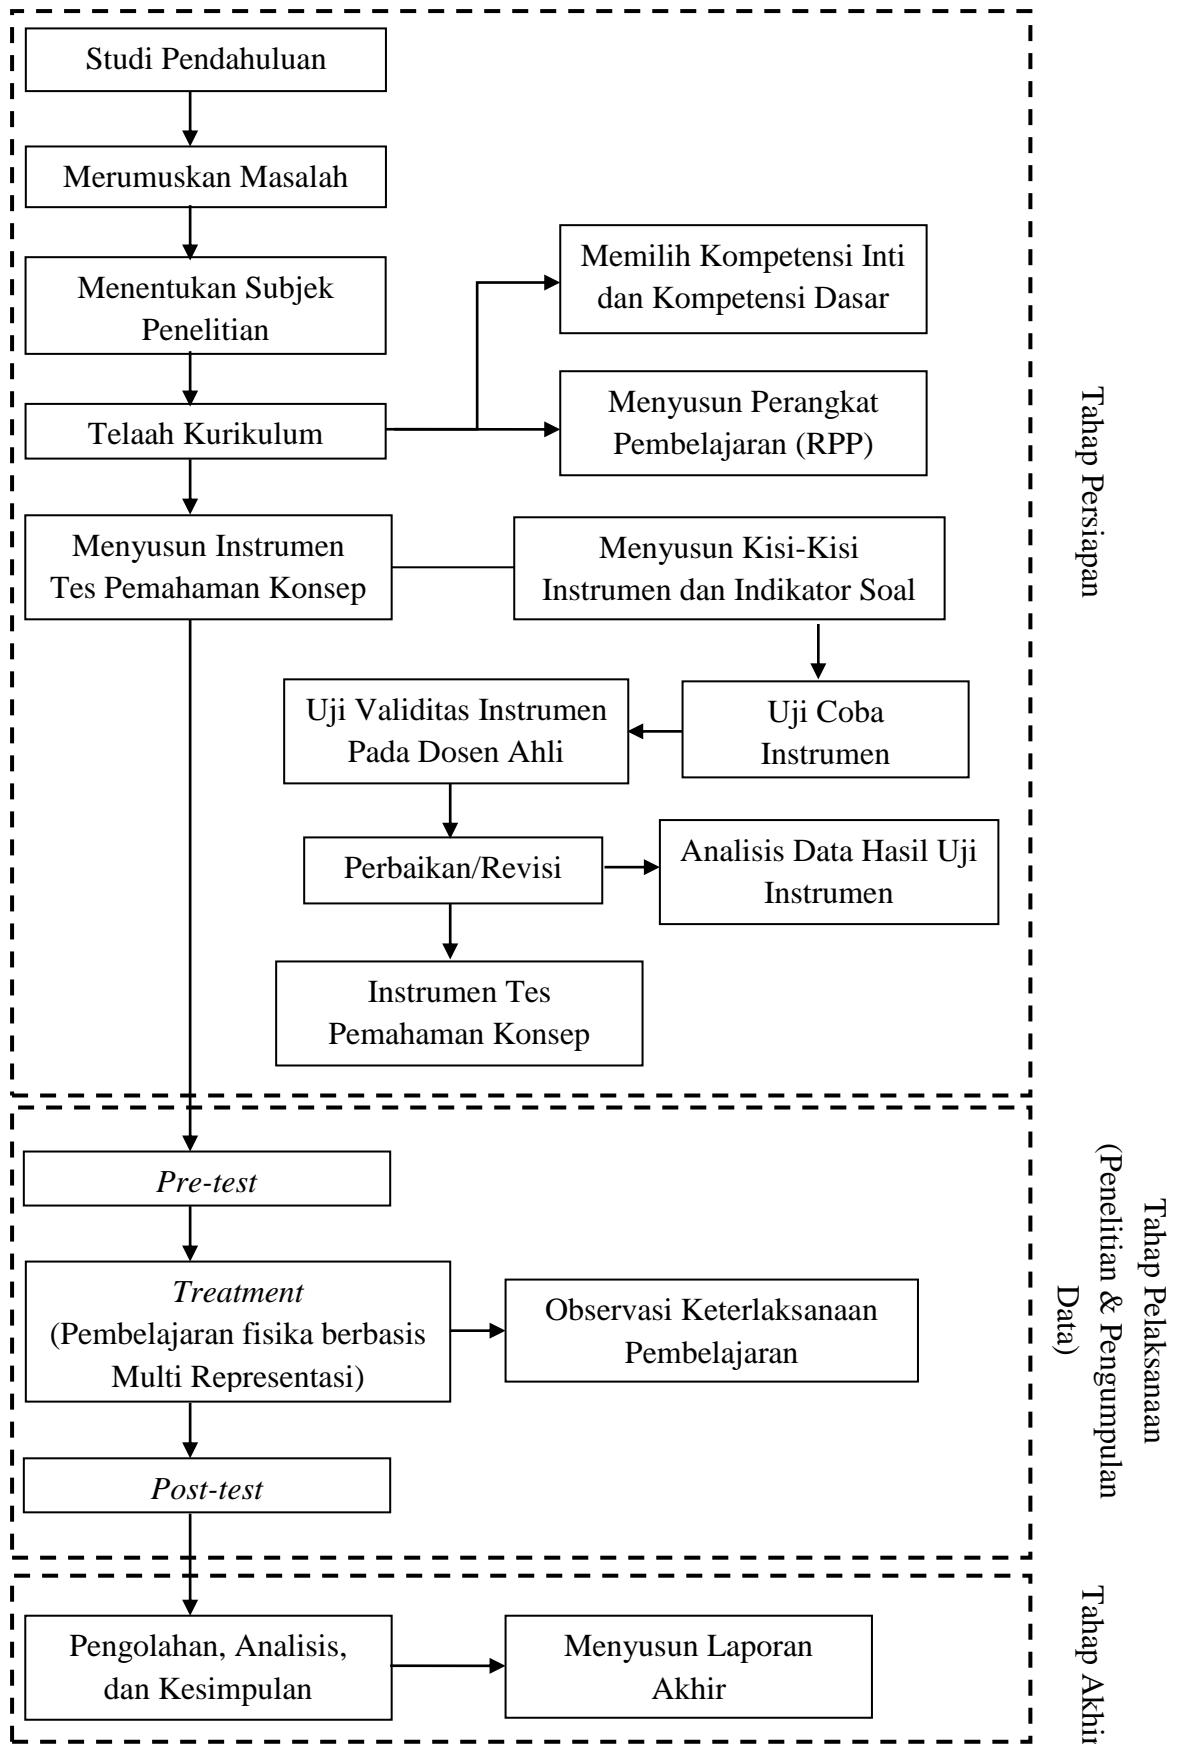 Studi Pendahuluan
Merumuskan Masalah
Menentukan Subjek
Penelitian
Memilih Kompetensi Inti
dan Kompetensi Dasar
Telaah Kurikulum
Menyusun Perangkat
Pembelajaran (RPP)
Menyusun Instrumen
Tes Pemahaman Konsep
Menyusun Kisi-Kisi
Instrumen dan Indikator Soal
Uji Coba
Instrumen
Uji Validitas Instrumen
Pada Dosen Ahli
Perbaikan/Revisi
Analisis Data Hasil Uji
Instrumen
Instrumen Tes
Pemahaman Konsep
Tahap Persiapan
Pre-test
Treatment
(Pembelajaran fisika berbasis
Multi Representasi)
Observasi Keterlaksanaan
Pembelajaran
Post-test
Tahap Pelaksanaan
(Penelitian & Pengumpulan
Data)
Pengolahan, Analisis,
dan Kesimpulan
Menyusun Laporan
Akhir
Tahap Akhir